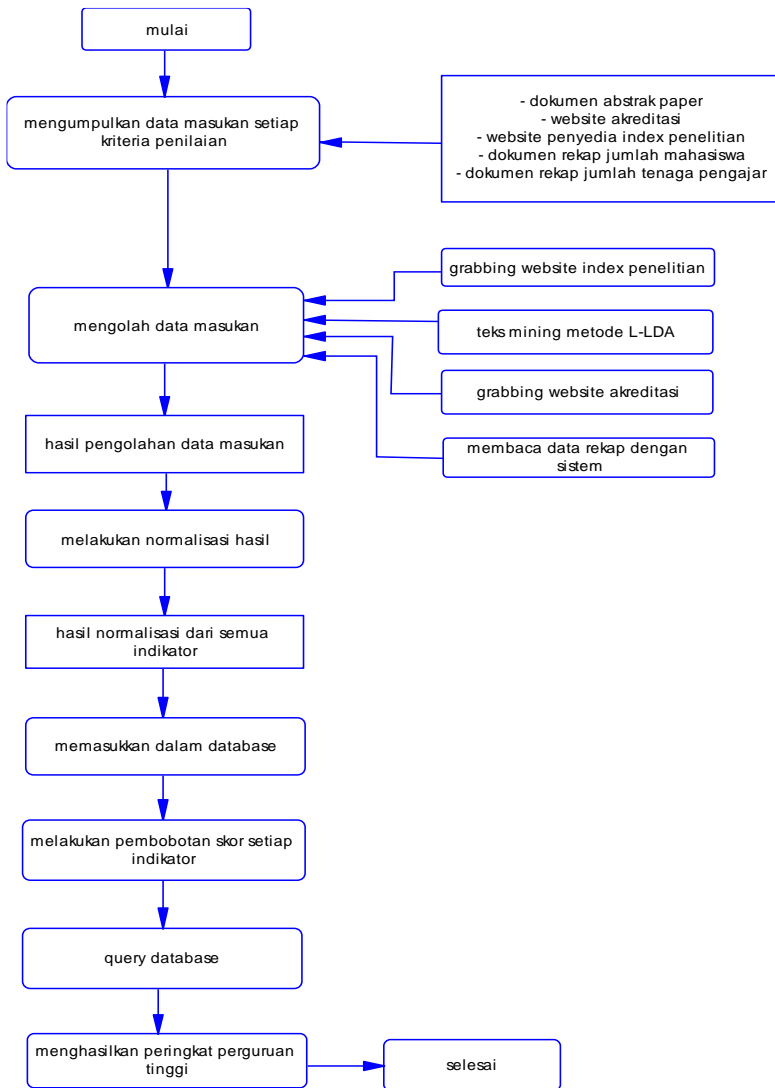 mulai
mengumpulkan data masukan setiap
kriteria penilaian
- dokumen abstrak paper
- website akreditasi
- website penyedia index penelitian
- dokumen rekap jumlah mahasiswa
- dokumen rekap jumlah tenaga pengajar
mengolah data masukan
grabbing website index penelitian
teks mining metode L-LDA
grabbing website akreditasi
membaca data rekap dengan
sistem
hasil pengolahan data masukan
melakukan normalisasi hasil
hasil normalisasi dari semua
indikator
memasukkan dalam database
melakukan pembobotan skor setiap
indikator
query database
menghasilkan peringkat perguruan
tinggi
selesai